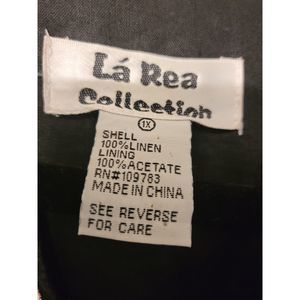 Lá Rea
Collection
1X
SHELL
100%LINEN
LINING
100%ACETATE
RN#109783
MADE IN CHINA
SEE REVERSE
FOR CARE